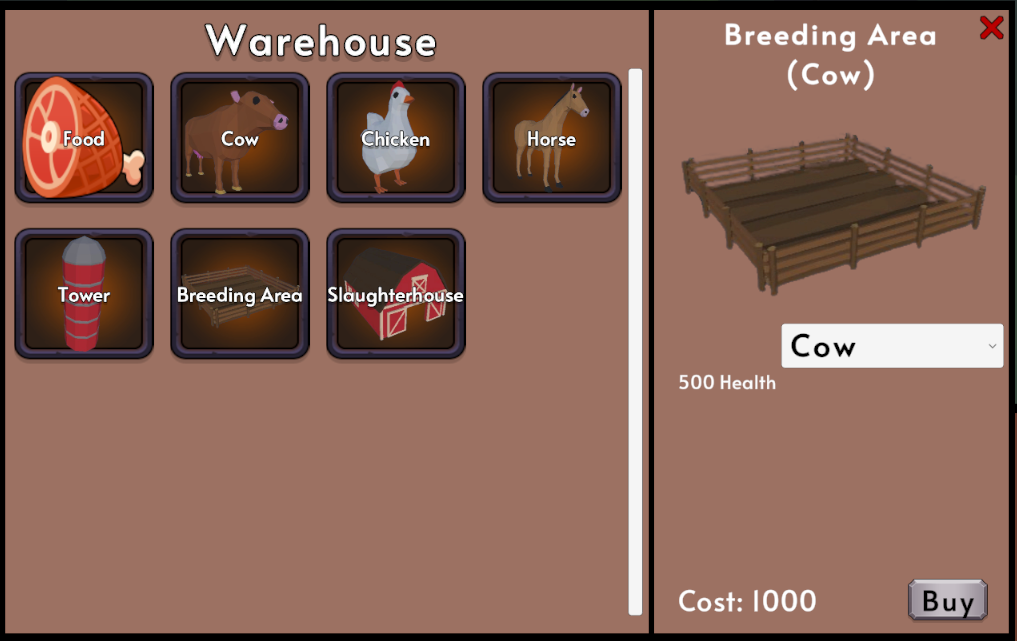 Warehouse
Food
Cow
Chicken
Horse
Tower
Breeding Area
Slaughterhouse
Breeding Area
(Cow)
Cow
500 Health
Cost: 1000
Buy